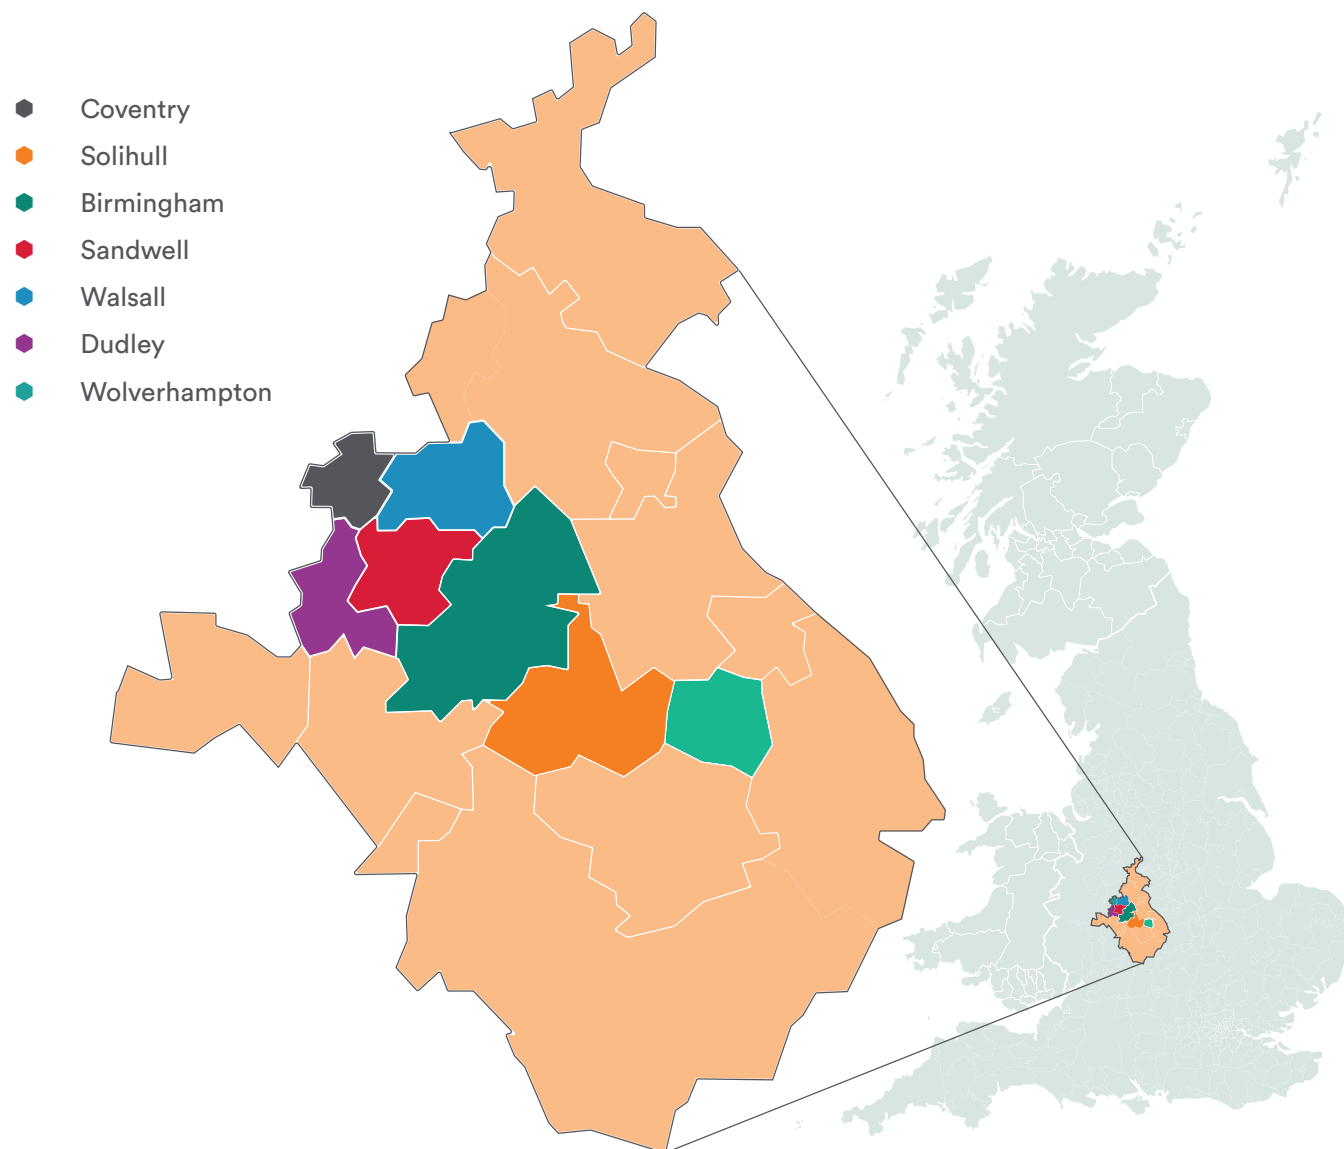 Coventry
Solihull
Birmingham
Sandwell
Walsall
Dudley
Wolverhampton